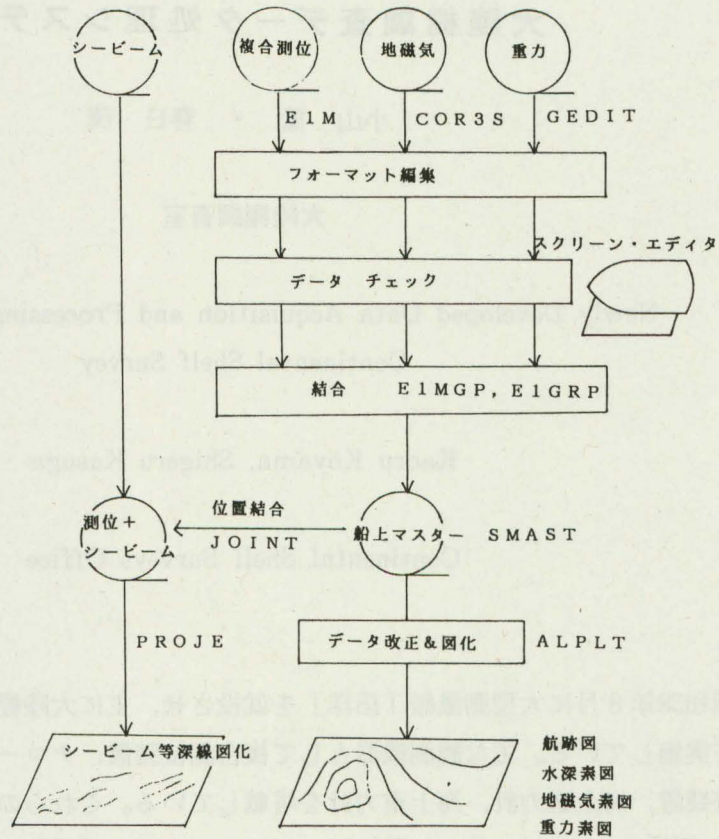 シービーム
複合測位
地磁気
重力
E1M
COR3S
GEDIT
フォーマット編集
スクリーン・エディタ
データ チェック
結合 E1MGP, E1GRP
測位+
シービーム
位置結合
JOINT
船上マスター SMAST
PROJE
データ改正&図化 ALPLT
シービーム等深線図化
航跡図
水深素図
地磁気素図
重力素図